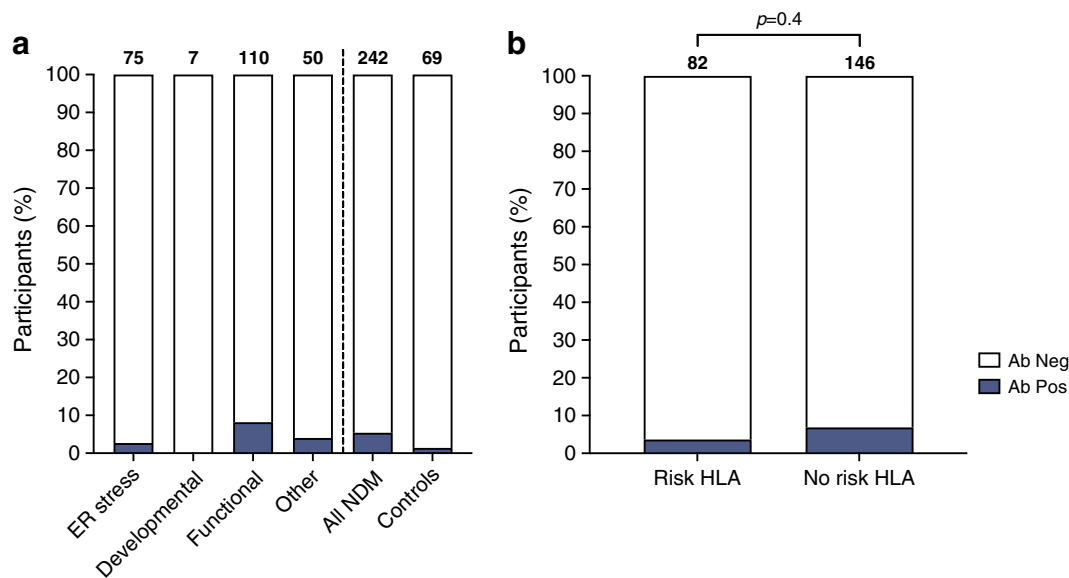 a
75 7 110 50 242 69
100
90
80
70
60
50
40
30
20
10
0
Participants (%)
ER stress
Developmental
Functional
Other
All NDM
Controls
b
p=0.4
82 146
100
90
80
70
60
50
40
30
20
10
0
Participants (%)
Risk HLA No risk HLA
Ab Neg
Ab Pos